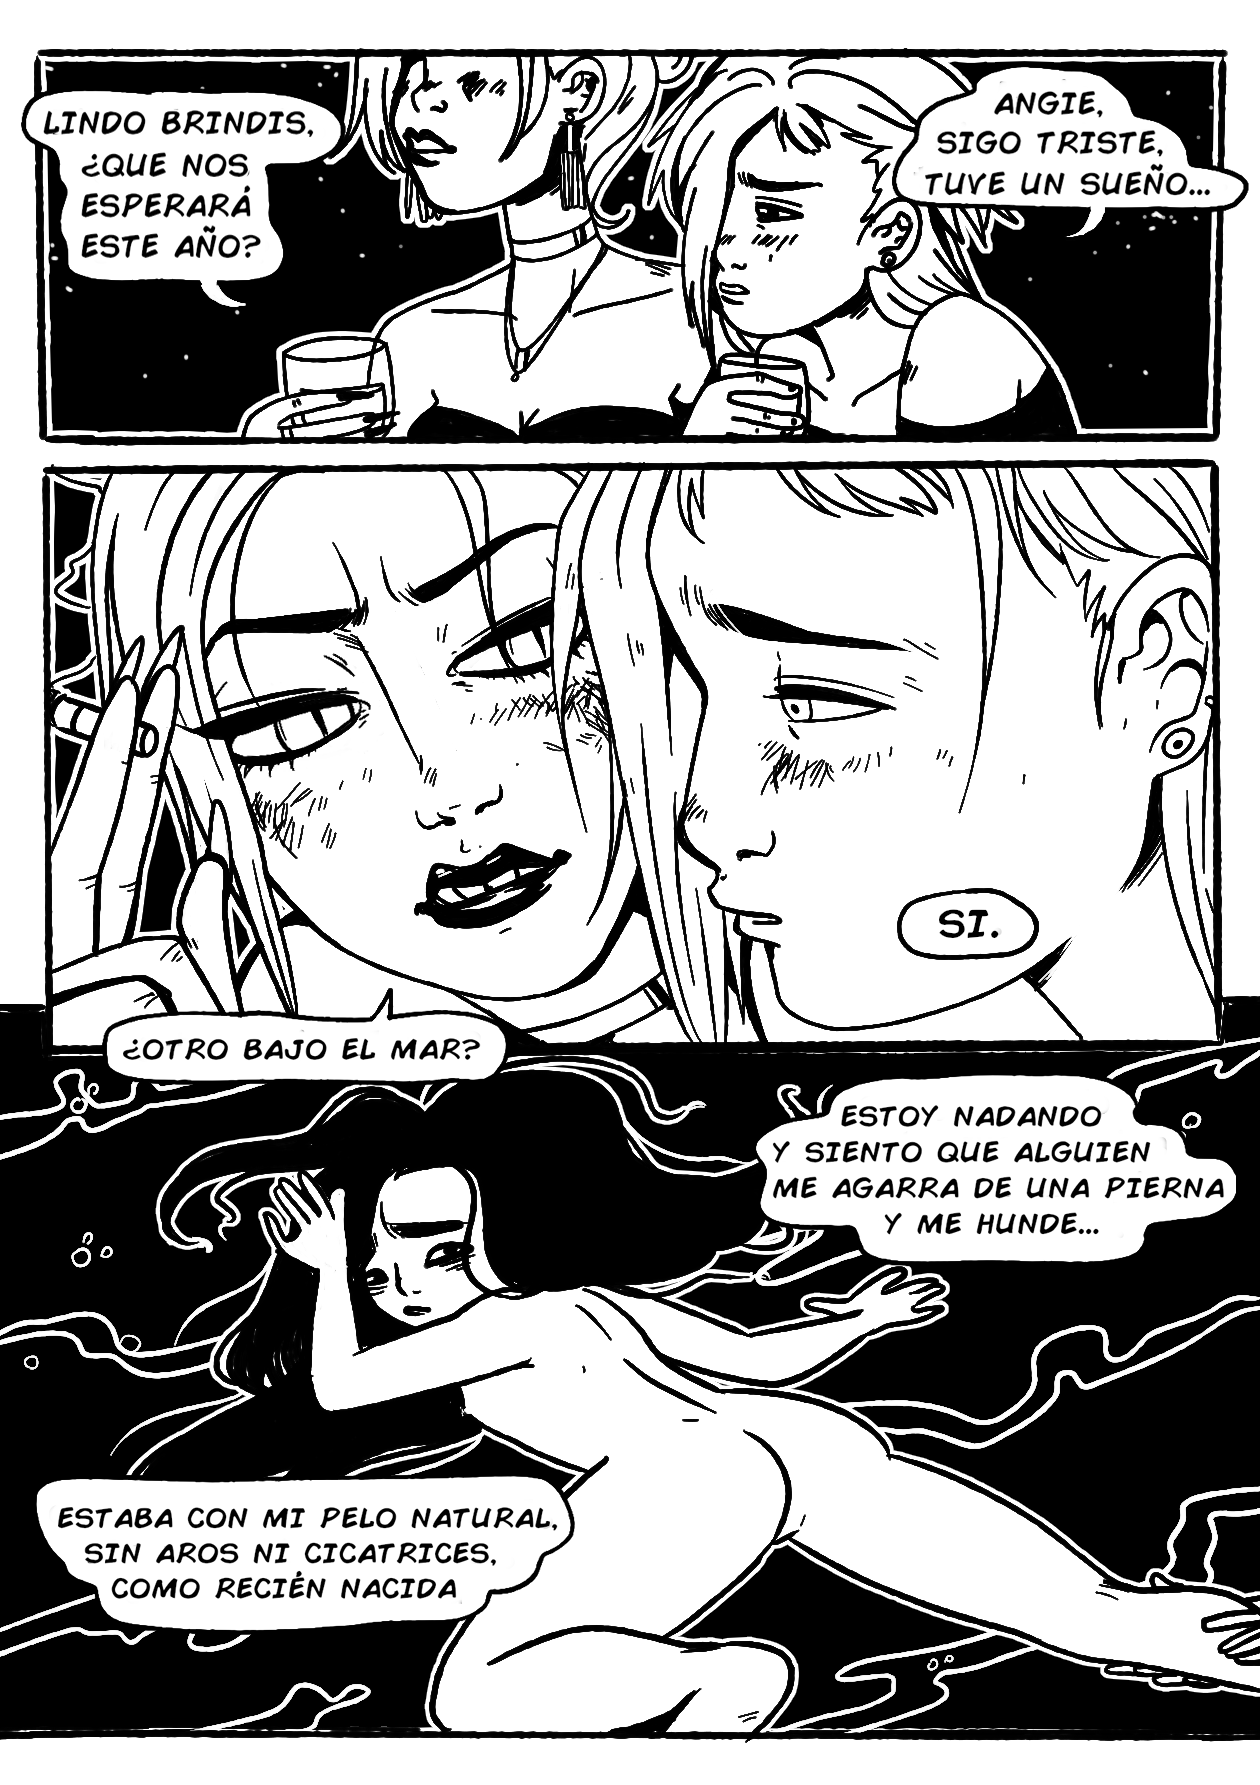 LINDO BRINDIS,
¿QUE NOS
ESPERARÁ
ESTE AÑO?
ANGIE,
SIGO TRISTE,
TUVE UN SUEÑO...
¿OTRO BAJO EL MAR?
SI.
ESTOY NADANDO
Y SIENTO QUE ALGUIEN
ME AGARRA DE UNA PIERNA
Y ME HUNDE...
ESTABA CON MI PELO NATURAL,
SIN AROS NI CICATRICES,
COMO RECIÉN NACIDA